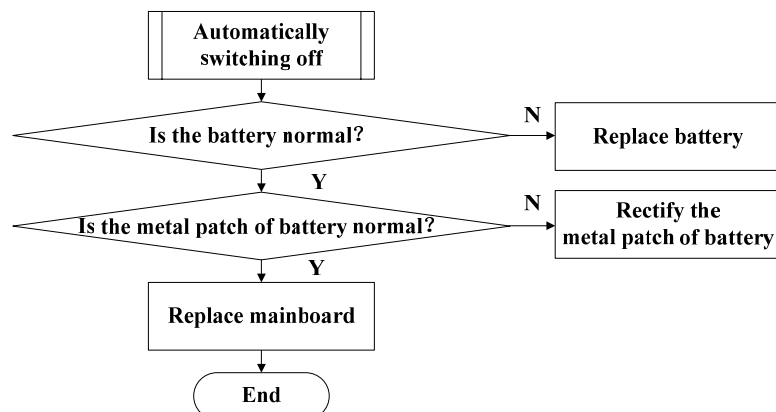 Automatically
switching off
Is the battery normal?
N
Replace battery
Y
Is the metal patch of battery normal?
N
Rectify the
metal patch of battery
Y
Replace mainboard
End